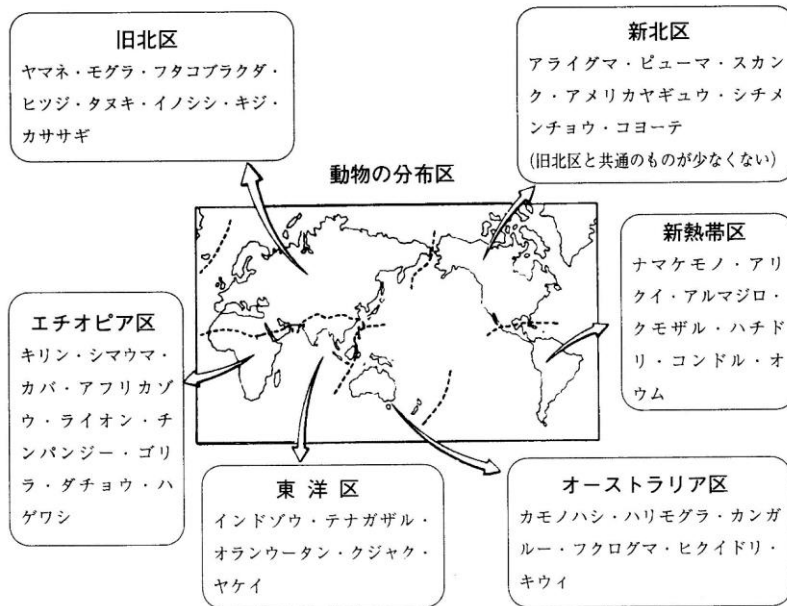 旧北区
ヤマネ・モグラ・フタコブラクダ・
ヒツジ・タヌキ・イノシシ・キジ・
カササギ
新北区
アライグマ・ピューマ・スカン
ク・アメリカヤギュウ・シチメ
ンチョウ・コヨーテ
(旧北区と共通のものが少なくない)
動物の分布区
新熱帯区
ナマケモノ・アリ
クイ・アルマジロ・
クモザル・ハチド
リ・コンドル・オ
ウム
エチオピア区
キリン・シマウマ・
カバ・アフリカゾ
ウ・ライオン・チ
ンパンジー・ゴリ
ラ・ダチョウ・ハ
ゲワシ
東洋区
インドゾウ・テナガザル・
オランウータン・クジャク・
ヤケイ
オーストラリア区
カモノハシ・ハリモグラ・カンガ
ルー・フクログマ・ヒクイドリ・
キウィ